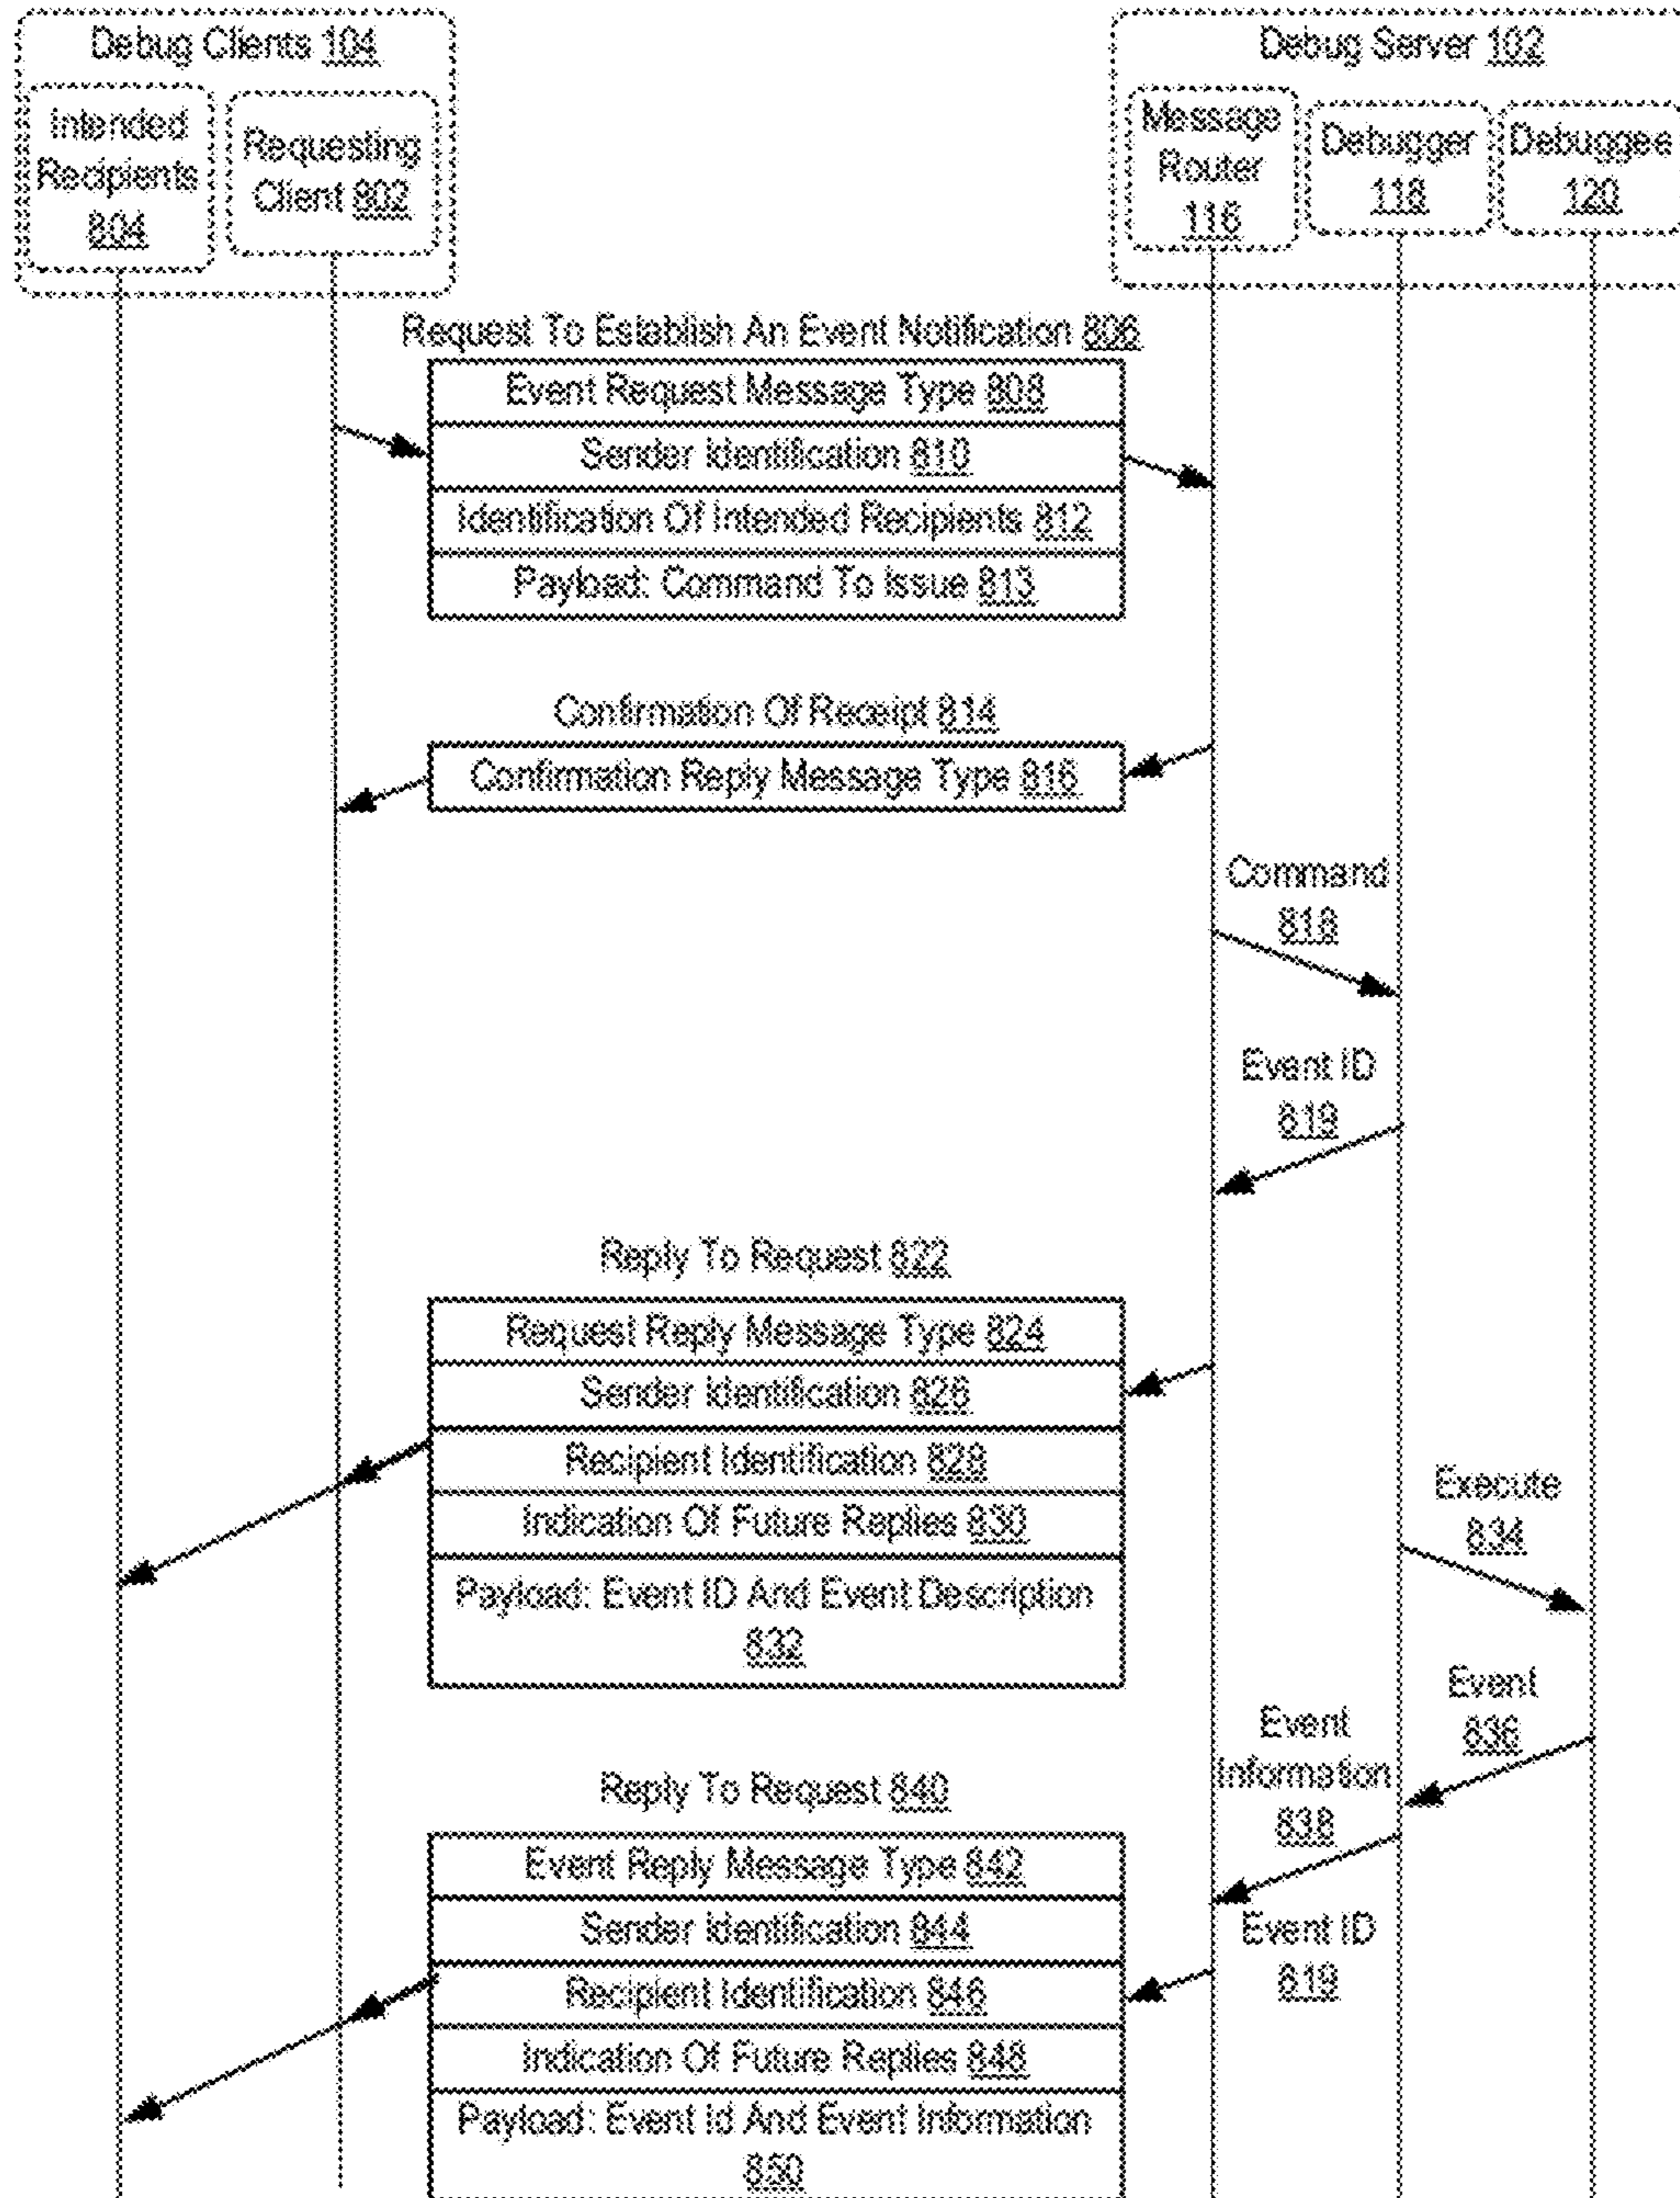 Debug Clients 104
Intended
Recipients
804
Requesting
Client 802
Debug Server 102
Message
Router
116
Debugger
118
Debuggee
120
Request To Establish An Event Notification 806
Event Request Message Type 808
Sender Identification 810
Identification Of Intended Recipients 812
Payload: Command To Issue 813
Confirmation Of Receipt 814
Confirmation Reply Message Type 816
Command
818
Event ID
819
Reply To Request 822
Request Reply Message Type 824
Sender Identification 826
Recipient Identification 828
Indication Of Future Replies 830
Payload: Event ID And Event Description
832
Execute
834
Event
836
Event
Information
838
Event ID
819
Reply To Request 840
Event Reply Message Type 842
Sender Identification 844
Recipient Identification 846
Indication Of Future Replies 848
Payload: Event Id And Event Information
850